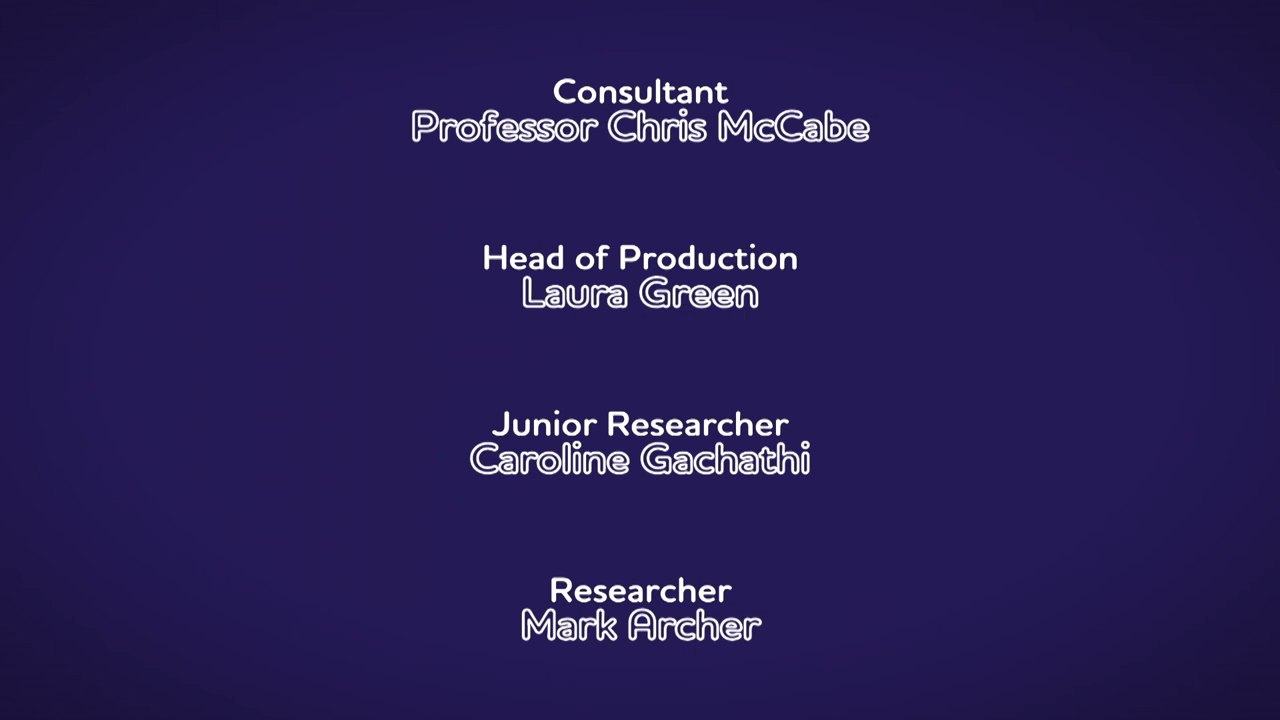 Consultant
Professor Chris McCabe
Head of Production
Laura Green
Junior Researcher
Caroline Gachathi
Researcher
Mark Archer